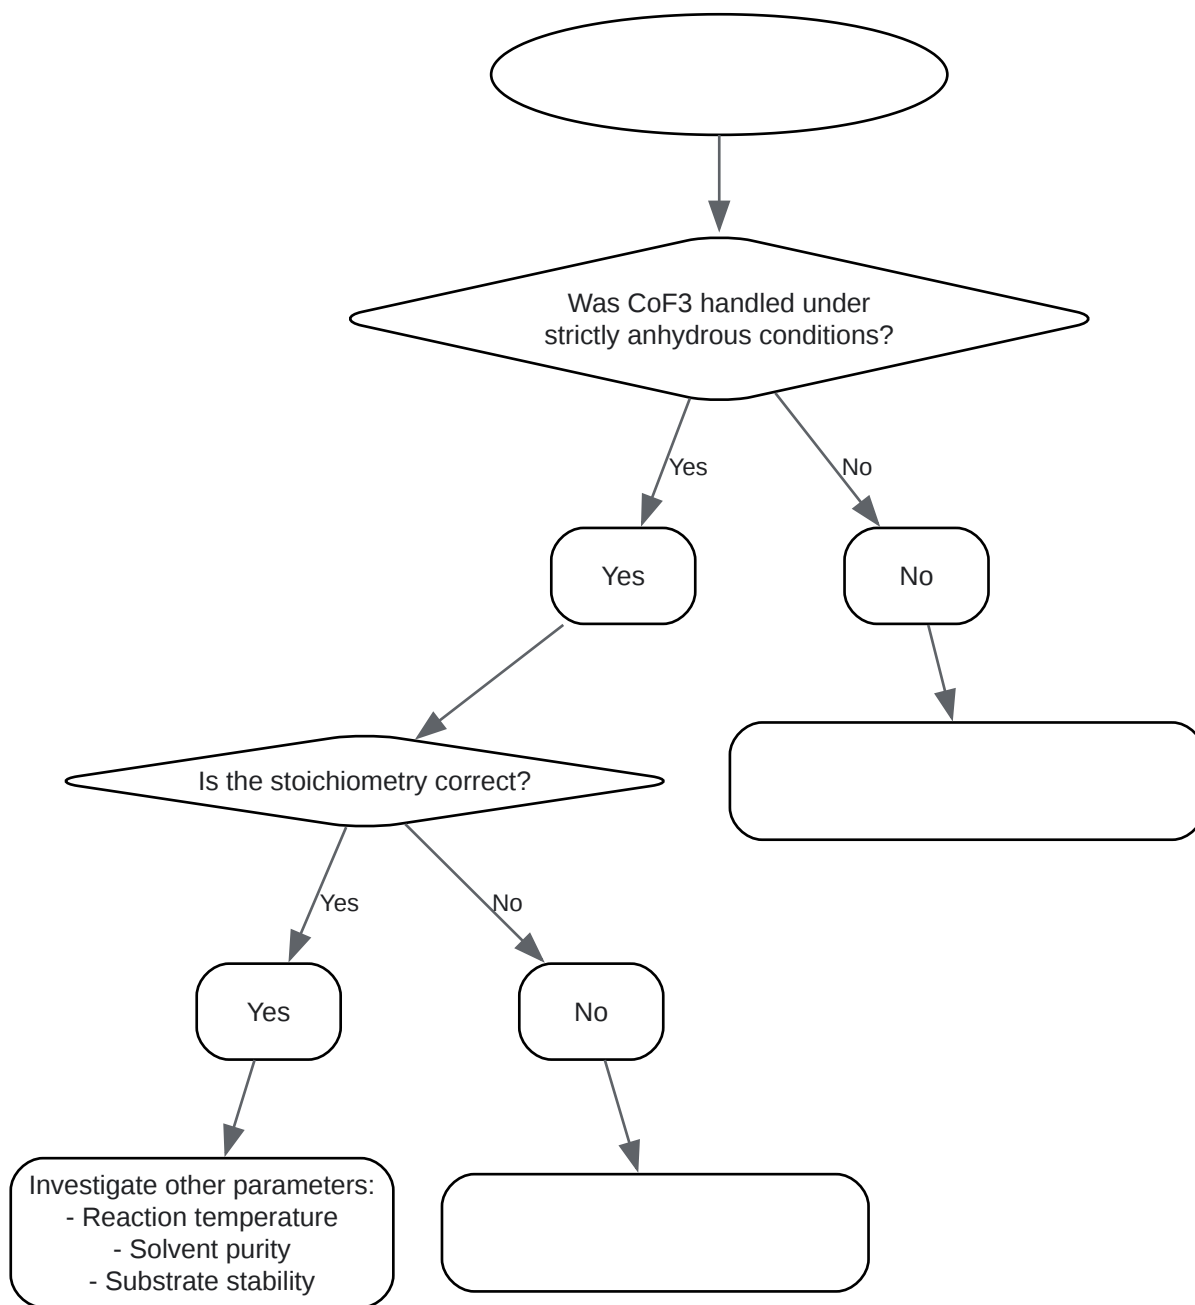 Was CoF3 handled under
strictly anhydrous conditions?
Yes
No
Yes
No
Is the stoichiometry correct?
Yes
No
Yes
No
Investigate other parameters:
- Reaction temperature
- Solvent purity
- Substrate stability